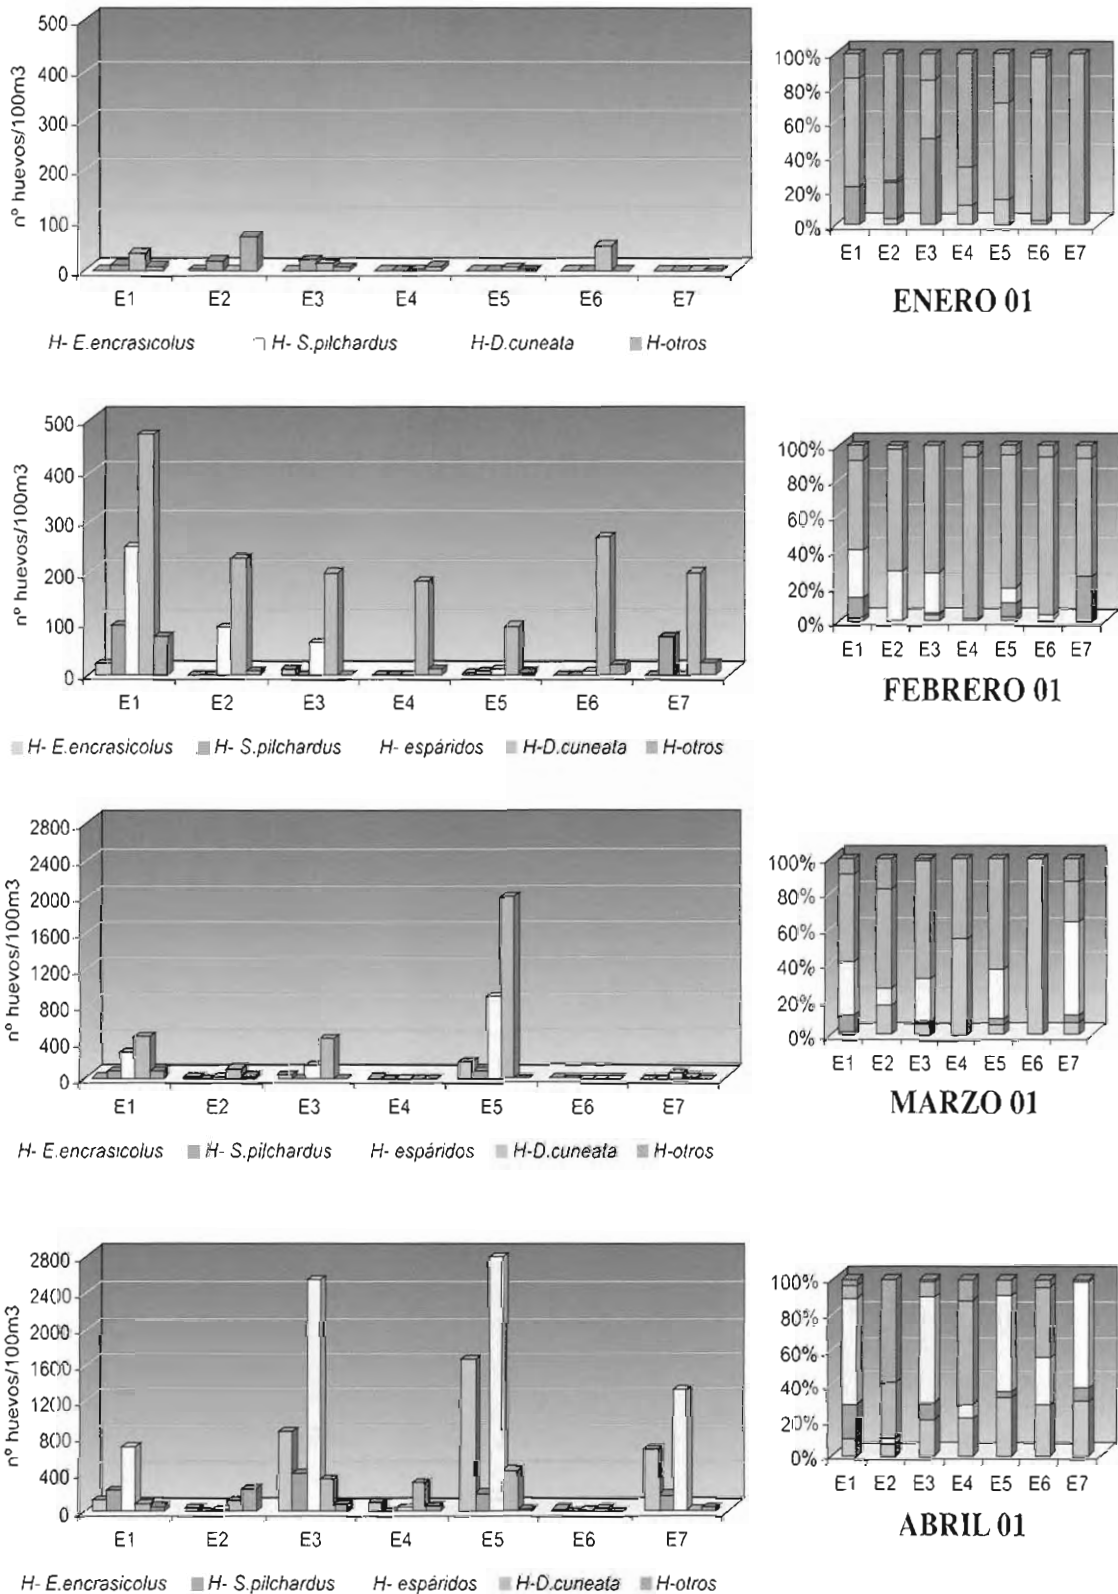 500
400
300
200
100
0
nº huevos/100m3
E1 E2 E3 E4 E5 E6 E7
H- E.encrasicolus H- S.pilchardus H-D.cuneata H-otros
100%
80%
60%
40%
20%
0%
E1 E2 E3 E4 E5 E6 E7
ENERO 01
500
400
300
200
100
0
nº huevos/100m3
E1 E2 E3 E4 E5 E6 E7
H- E.encrasicolus H- S.pilchardus H- espáridos H-D.cuneata H-otros
100%
80%
60%
40%
20%
0%
E1 E2 E3 E4 E5 E6 E7
FEBRERO 01
2800
2400
2000
1600
1200
800
400
0
nº huevos/100m3
E1 E2 E3 E4 E5 E6 E7
H- E.encrasicolus H- S.pilchardus H- espáridos H-D.cuneata H-otros
100%
80%
60%
40%
20%
0%
E1 E2 E3 E4 E5 E6 E7
MARZO 01
2800
2400
2000
1600
1200
800
400
0
nº huevos/100m3
E1 E2 E3 E4 E5 E6 E7
H- E.encrasicolus H- S.pilchardus H- espáridos H-D.cuneata H-otros
100%
80%
60%
40%
20%
0%
E1 E2 E3 E4 E5 E6 E7
ABRIL 01